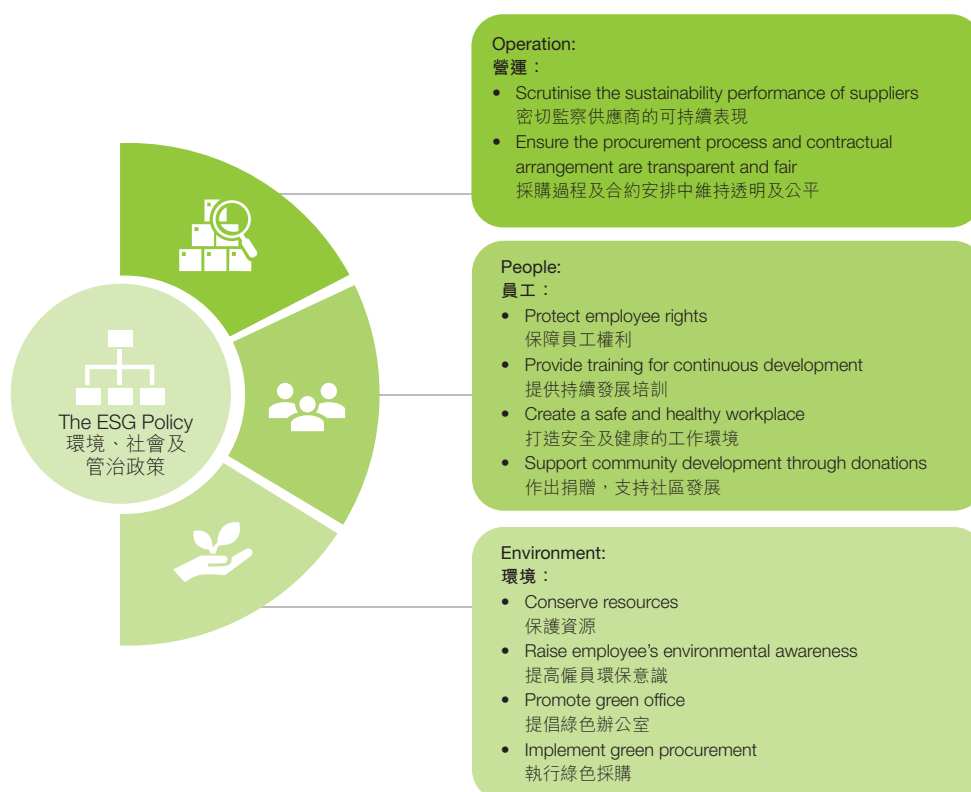 The ESG Policy
環境、社會及
管治政策
Operation:
營運：
• Scrutinise the sustainability performance of suppliers
密切監察供應商的可持續表現
• Ensure the procurement process and contractual
arrangement are transparent and fair
採購過程及合約安排中維持透明及公平
People:
員工：
• Protect employee rights
保障員工權利
• Provide training for continuous development
提供持續發展培訓
• Create a safe and healthy workplace
打造安全及健康的工作環境
• Support community development through donations
作出捐贈，支持社區發展
Environment:
環境：
• Conserve resources
保護資源
• Raise employee’s environmental awareness
提高僱員環保意識
• Promote green office
提倡綠色辦公室
• Implement green procurement
執行綠色採購